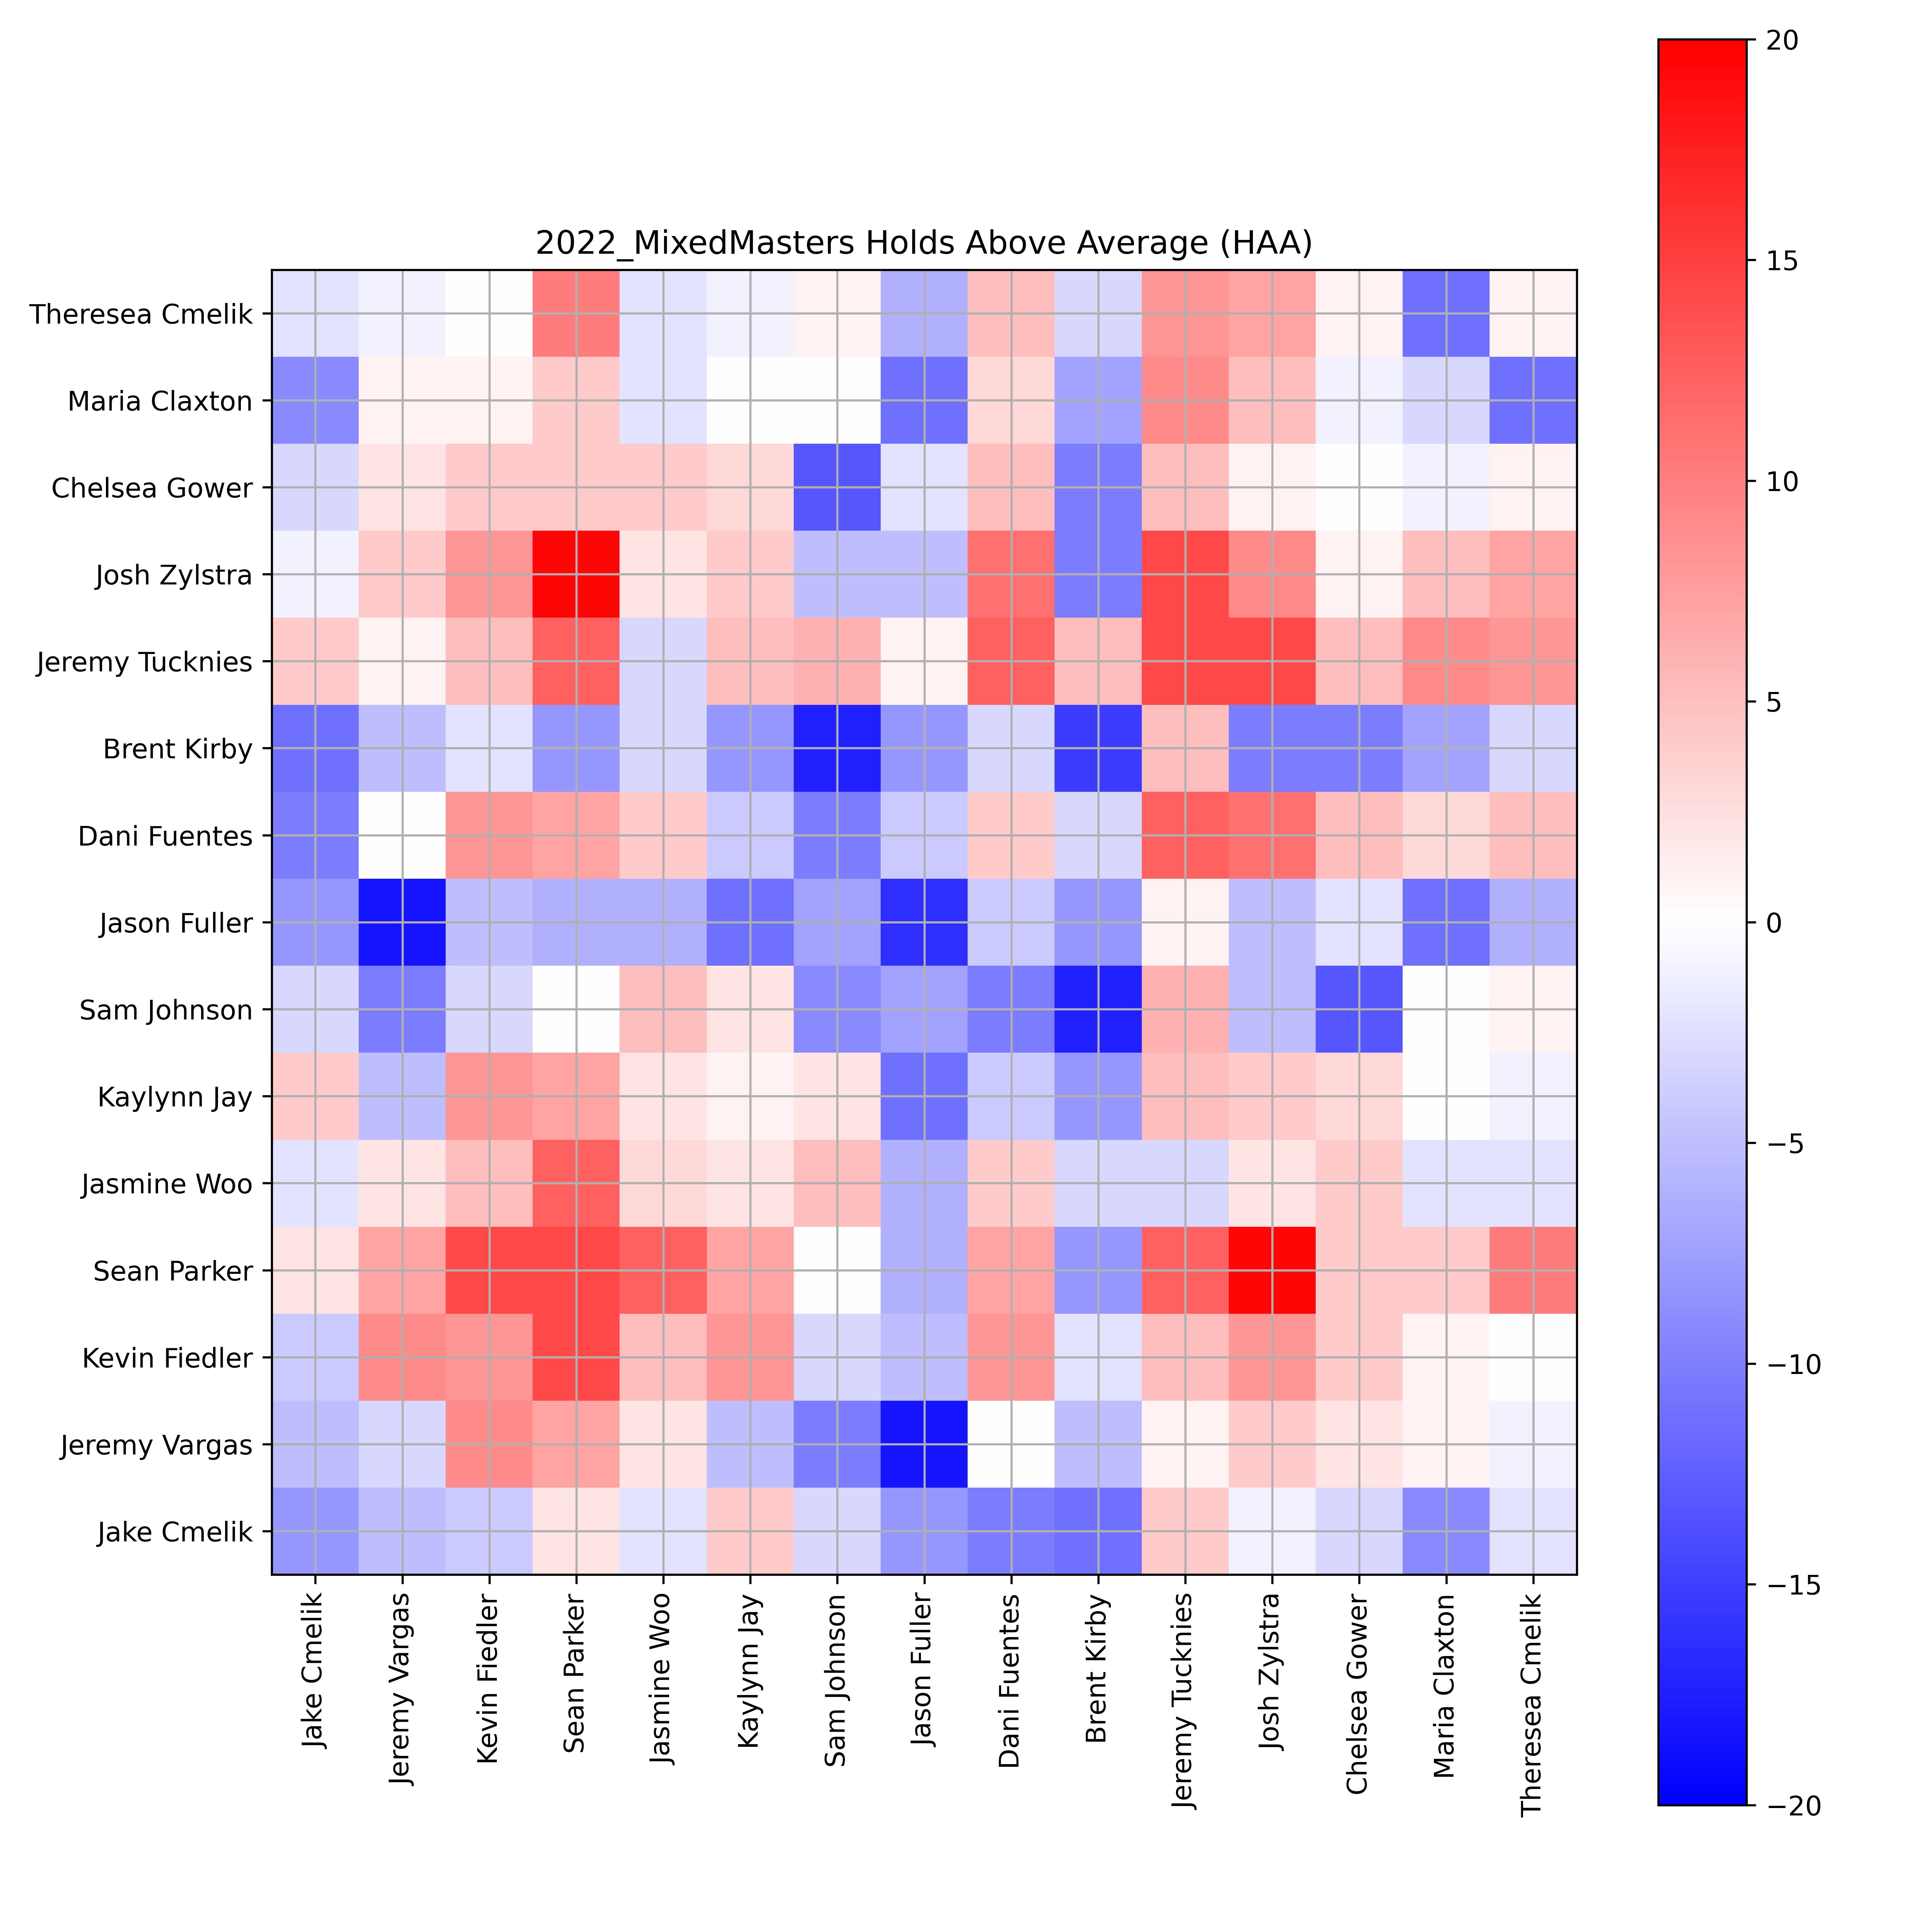 2022_MixedMasters Holds Above Average (HAA)
Theresea Cmelik
Maria Claxton
Chelsea Gower
Josh Zylstra
Jeremy Tucknies
Brent Kirby
Dani Fuentes
Jason Fuller
Sam Johnson
Kaylynn Jay
Jasmine Woo
Sean Parker
Kevin Fiedler
Jeremy Vargas
Jake Cmelik
Jake Cmelik
Jeremy Vargas
Kevin Fiedler
Sean Parker
Jasmine Woo
Kaylynn Jay
Sam Johnson
Jason Fuller
Dani Fuentes
Brent Kirby
Jeremy Tucknies
Josh Zylstra
Chelsea Gower
Maria Claxton
Theresea Cmelik
20
15
10
5
0
−5
−10
−15
−20